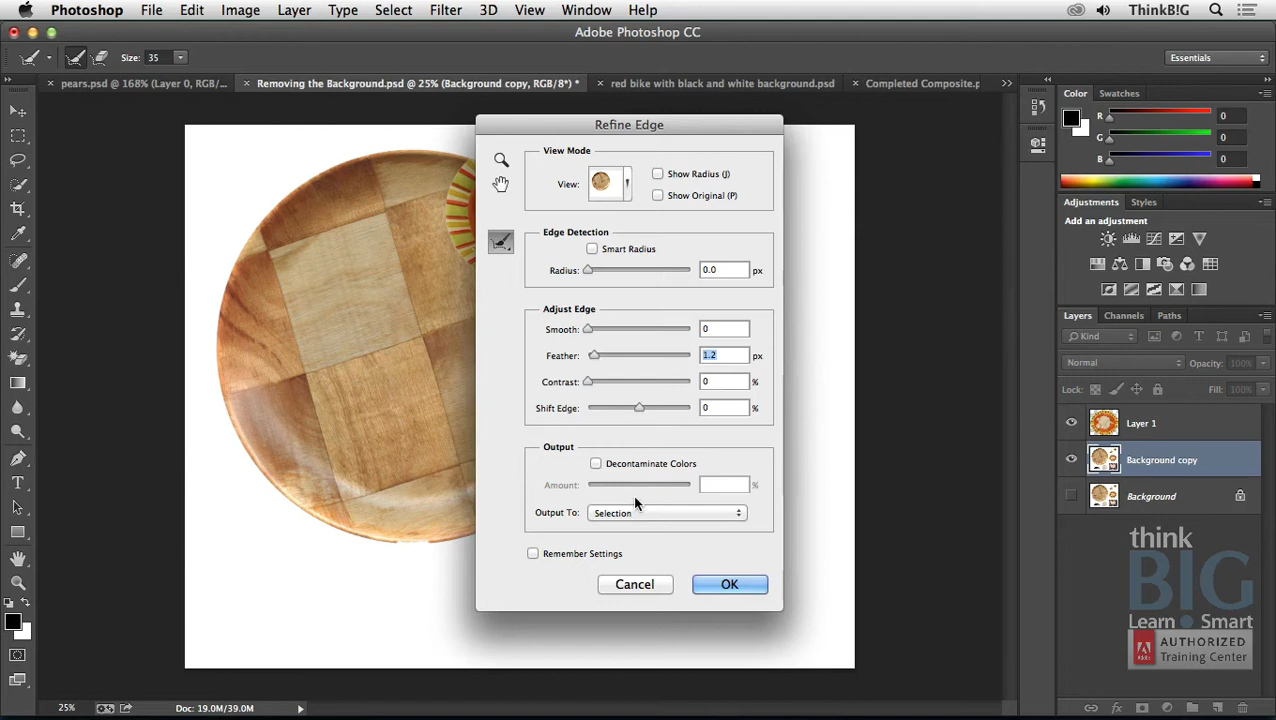 Photoshop File Edit Image Layer Type Select Filter 3D View Window Help ThinkB!G
Adobe Photoshop CC
Size: 35 Essentials
pears.psd @ 168% (Layer 0, RGB/... Removing the Background.psd @ 25% (Background copy, RGB/8*) * red bike with black and white background.psd Completed Composite.p
Refine Edge
View Mode
View:
Show Radius (J)
Show Original (P)
Edge Detection
Smart Radius
Radius: 0.0 px
Adjust Edge
Smooth: 0
Feather: 1.2 px
Contrast: 0 %
Shift Edge: 0 %
Output
Decontaminate Colors
Amount: %
Output To: Selection
Remember Settings
Cancel OK
Color Swatches
R 0
G 0
B 0
Adjustments Styles
Add an adjustment
Layers Channels Paths
Kind
Normal Opacity: 100%
Lock: Fill: 100%
Layer 1
Background copy
Background
think
BIG
Learn Smart
AUTHORIZED
Training Center
25% Doc: 19.0M/39.0M